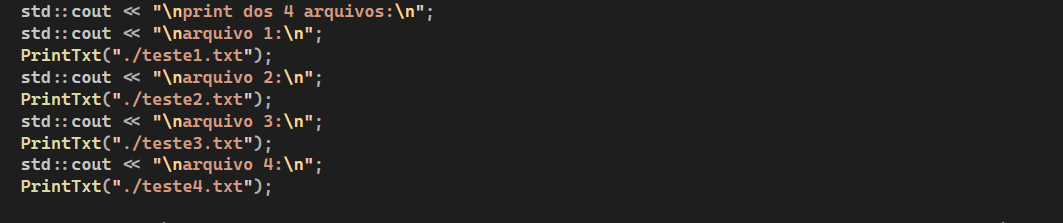 std::cout << "\nprint dos 4 arquivos:\n";
std::cout << "\narquivo 1:\n";
PrintTxt("./teste1.txt");
std::cout << "\narquivo 2:\n";
PrintTxt("./teste2.txt");
std::cout << "\narquivo 3:\n";
PrintTxt("./teste3.txt");
std::cout << "\narquivo 4:\n";
PrintTxt("./teste4.txt");